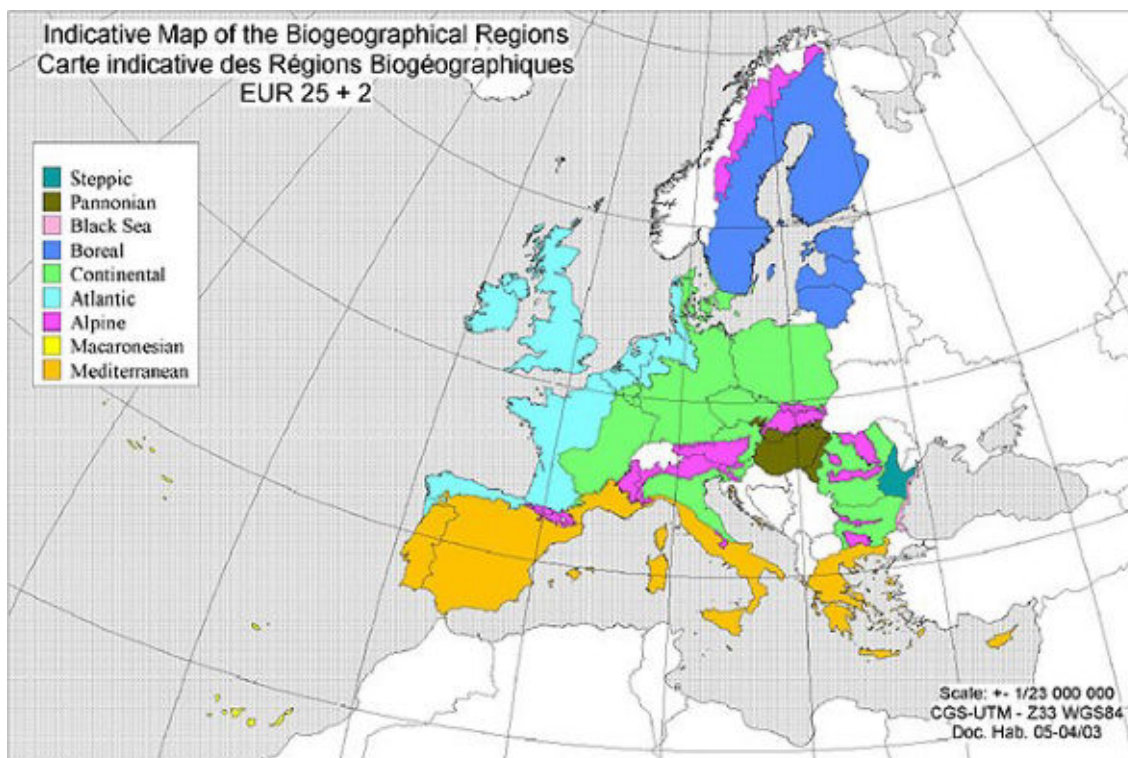 Indicative Map of the Biogeographical Regions
Carte indicative des Régions Biogéographiques
EUR 25 + 2
Steppic
Pannonian
Black Sea
Boreal
Continental
Atlantic
Alpine
Macaronesian
Mediterranean
Scale: +- 1/23 000 000
CGS-UTM - Z33 WGS84
Doc. Hab. 05-04/03